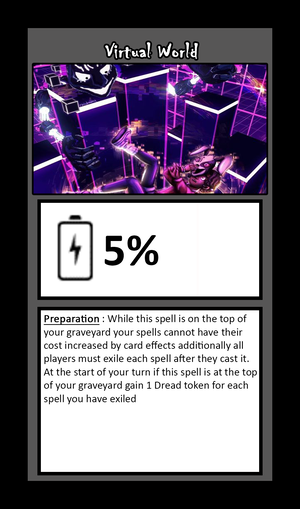 Virtual World
5%
Preparation : While this spell is on the top of
your graveyard your spells cannot have their
cost increased by card effects additionally all
players must exile each spell after they cast it.
At the start of your turn if this spell is at the top
of your graveyard gain 1 Dread token for each
spell you have exiled